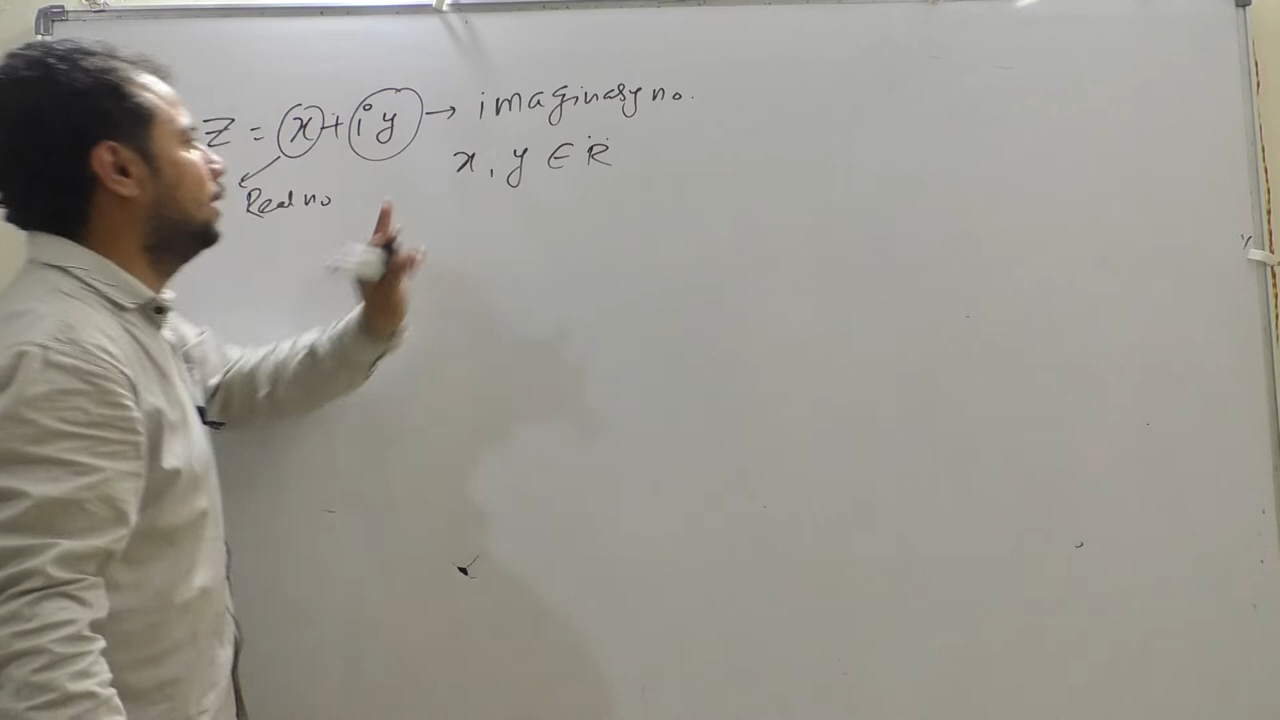 z = x + iy → imaginary no.
x, y ∈ R
Real no